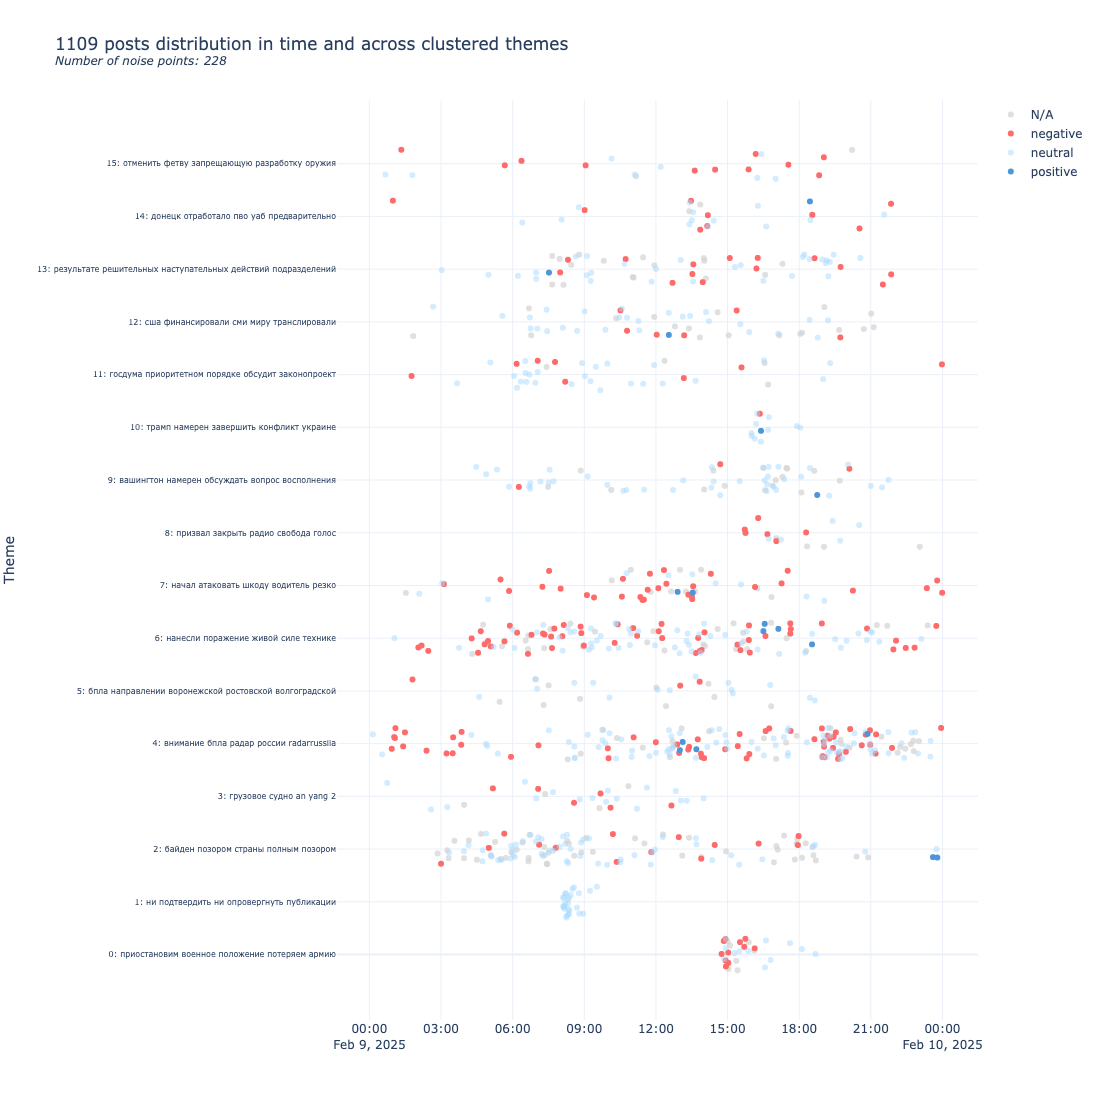 1109 posts distribution in time and across clustered themes
Number of noise points: 228
N/A
negative
neutral
positive
Theme
15: отменить фетву запрещающую разработку оружия
14: донецк отработало пво уаб предварительно
13: результате решительных наступательных действий подразделений
12: сша финансировали сми миру транслировали
11: госдума приоритетном порядке обсудит законопроект
10: трамп намерен завершить конфликт украине
9: вашингтон намерен обсуждать вопрос восполнения
8: призвал закрыть радио свобода голос
7: начал атаковать шкоду водитель резко
6: нанесли поражение живой силе технике
5: бпла направлении воронежской ростовской волгоградской
4: внимание бпла радар россии radarrussiia
3: грузовое судно an yang 2
2: байден позором страны полным позором
1: ни подтвердить ни опровергнуть публикации
0: приостановим военное положение потеряем армию
00:00 03:00 06:00 09:00 12:00 15:00 18:00 21:00 00:00
Feb 9, 2025 Feb 10, 2025